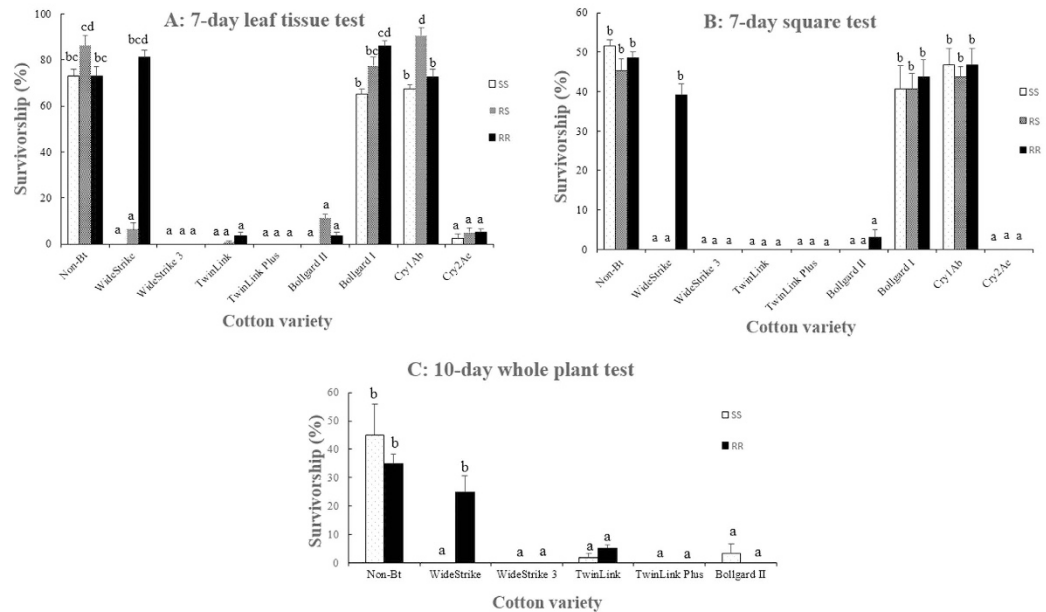 A: 7-day leaf tissue test
Survivorship (%)
100
80
60
40
20
0
bc cd bc
a a bcd
a a a
a a
a a a
a a a
b bc cd
b d bc
a a a
SS
RS
RR
Non-Bt
WideStrike
WideStrike 3
TwinLink
TwinLink Plus
Bollgard II
Bollgard I
Cry1Ab
Cry2Ae
Cotton variety
B: 7-day square test
Survivorship (%)
60
50
40
30
20
10
0
b b b
a a b
a a a
a a a
a a a
a a a
b b b
b b b
a a a
SS
RS
RR
Non-Bt
WideStrike
WideStrike 3
TwinLink
TwinLink Plus
Bollgard II
Bollgard I
Cry1Ab
Cry2Ae
Cotton variety
C: 10-day whole plant test
Survivorship (%)
60
50
40
30
20
10
0
b b
a b
a a
a a
a a
a a
SS
RR
Non-Bt WideStrike WideStrike 3 TwinLink TwinLink Plus Bollgard II
Cotton variety